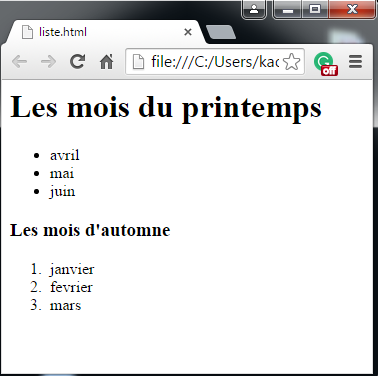 liste.html
file:///C:/Users/kac
off
Les mois du printemps
avril
mai
juin
Les mois d'automne
1. janvier
2. fevrier
3. mars